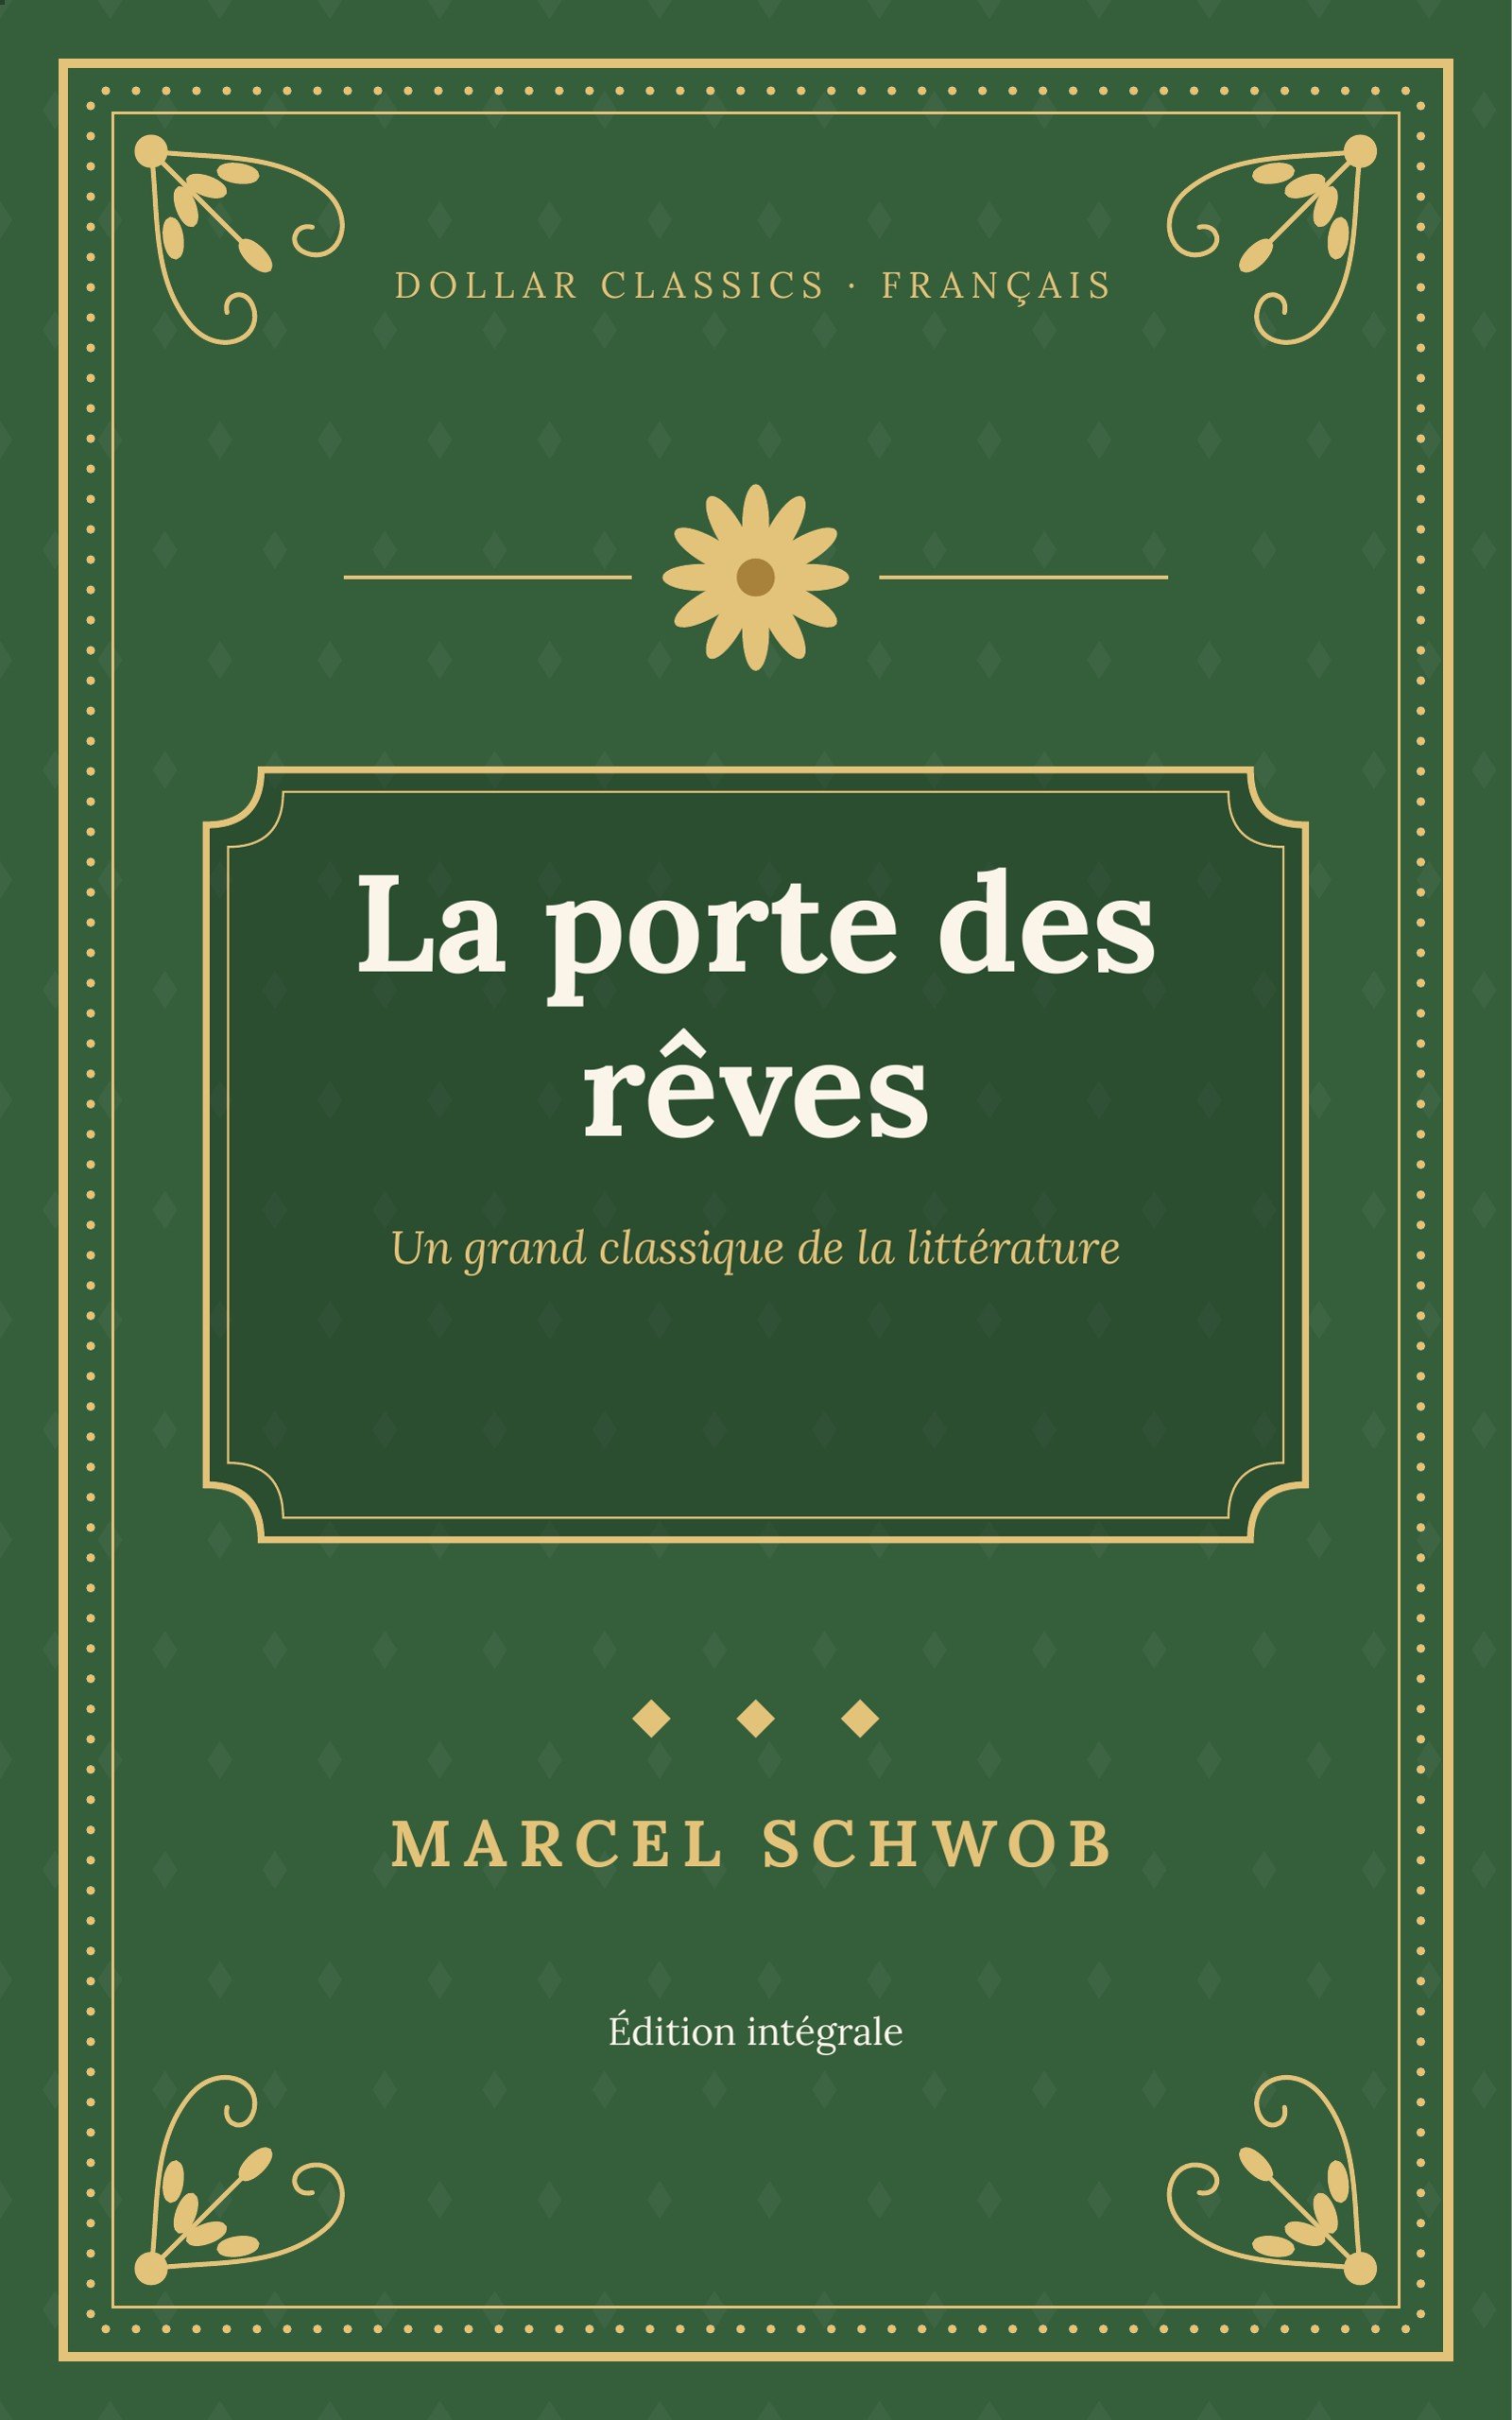 DOLLAR CLASSICS · FRANÇAIS
La porte des
rêves
Un grand classique de la littérature
MARCEL SCHWOB
Édition intégrale